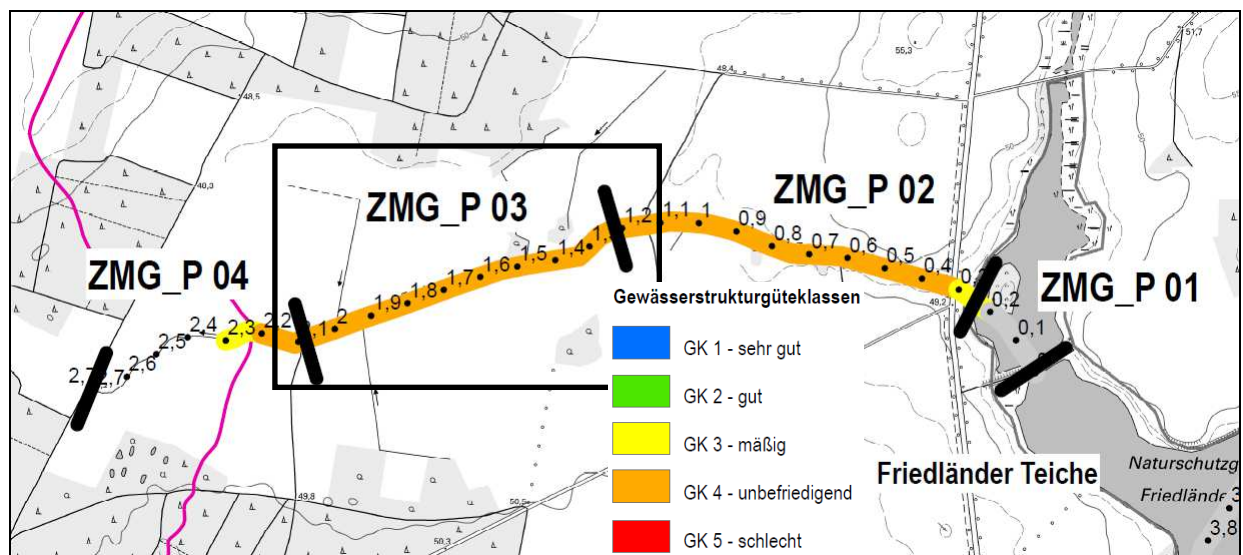 55,3
51,7
48,4
50
48,5
40,3
ZMG_P 03
ZMG_P 02
ZMG_P 04
ZMG_P 01
1,2
1,1
1
0,9
0,8
0,7
0,6
0,5
0,4
0,2
0,1
1,4
1,5
1,6
1,7
1,8
1,9
2
2,2
2,3
2,4
2,5
2,6
2,7
2,7
49,2
Gewässerstrukturgüteklassen
GK 1 - sehr gut
GK 2 - gut
GK 3 - mäßig
GK 4 - unbefriedigend
GK 5 - schlecht
Friedländer Teiche
Naturschutzg
Friedlände
3,8
49,8
50,5
50,3